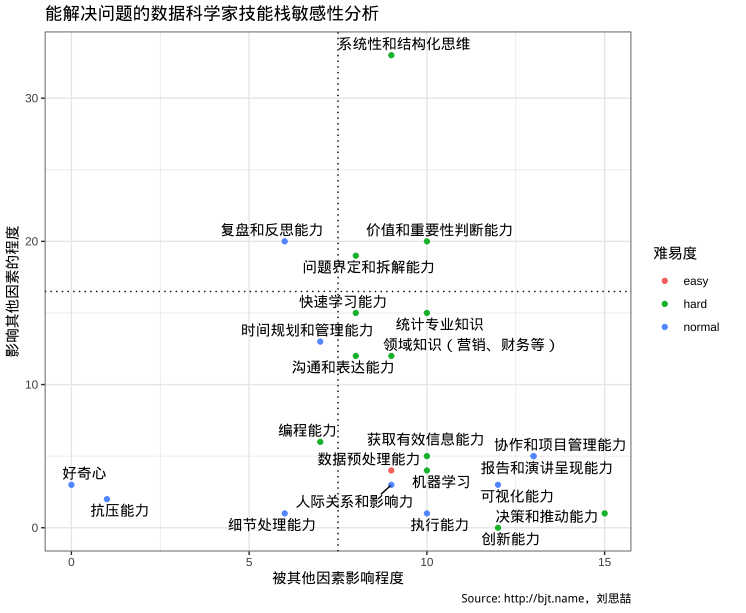 能解决问题的数据科学家技能栈敏感性分析
系统性和结构化思维
30
复盘和反思能力
价值和重要性判断能力
20
问题界定和拆解能力
快速学习能力
统计专业知识
时间规划和管理能力
领域知识（营销、财务等）
沟通和表达能力
10
编程能力
获取有效信息能力
协作和项目管理能力
数据预处理能力
报告和演讲呈现能力
好奇心
机器学习
可视化能力
人际关系和影响力
抗压能力
决策和推动能力
细节处理能力
执行能力
0
创新能力
影响其他因素的程度
0 5 10 15
被其他因素影响程度
难易度
easy
hard
normal
Source: http://bjt.name，刘思喆